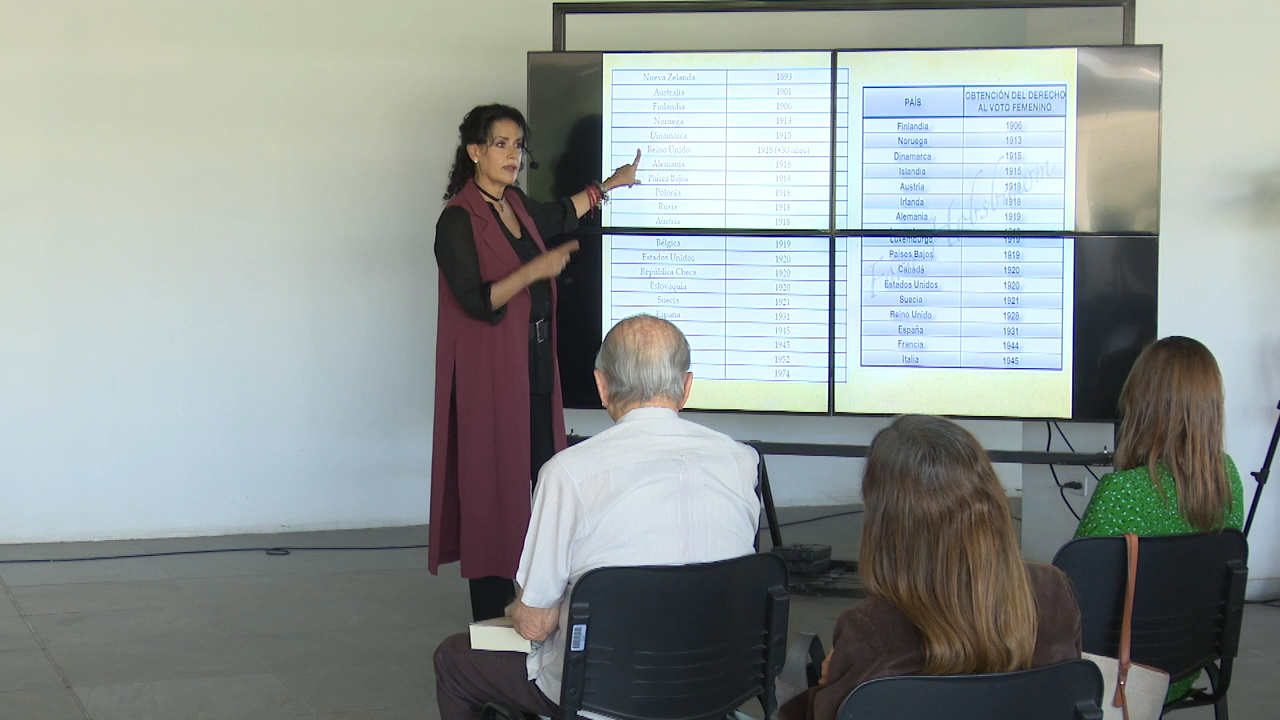 Nueva Zelanda 1893
Australia 1901
Finlandia 1906
Noruega 1913
Dinamarca 1915
Reino Unido 1918 (+30 años)
Alemania 1918
Países Bajos 1918
Polonia 1918
Rusia 1918
Austria 1918
Bélgica 1919
Estados Unidos 1920
República Checa 1920
Eslovaquia 1920
Suecia 1921
España 1931
1945
1945
1952
1974
PAÍS OBTENCIÓN DEL DERECHO AL VOTO FEMENINO
Finlandia 1906
Noruega 1913
Dinamarca 1915
Islandia 1915
Austria 1918
Irlanda 1918
Alemania 1919
Luxemburgo 1919
Países Bajos 1919
Canadá 1920
Estados Unidos 1920
Suecia 1921
Reino Unido 1928
España 1931
Francia 1944
Italia 1945